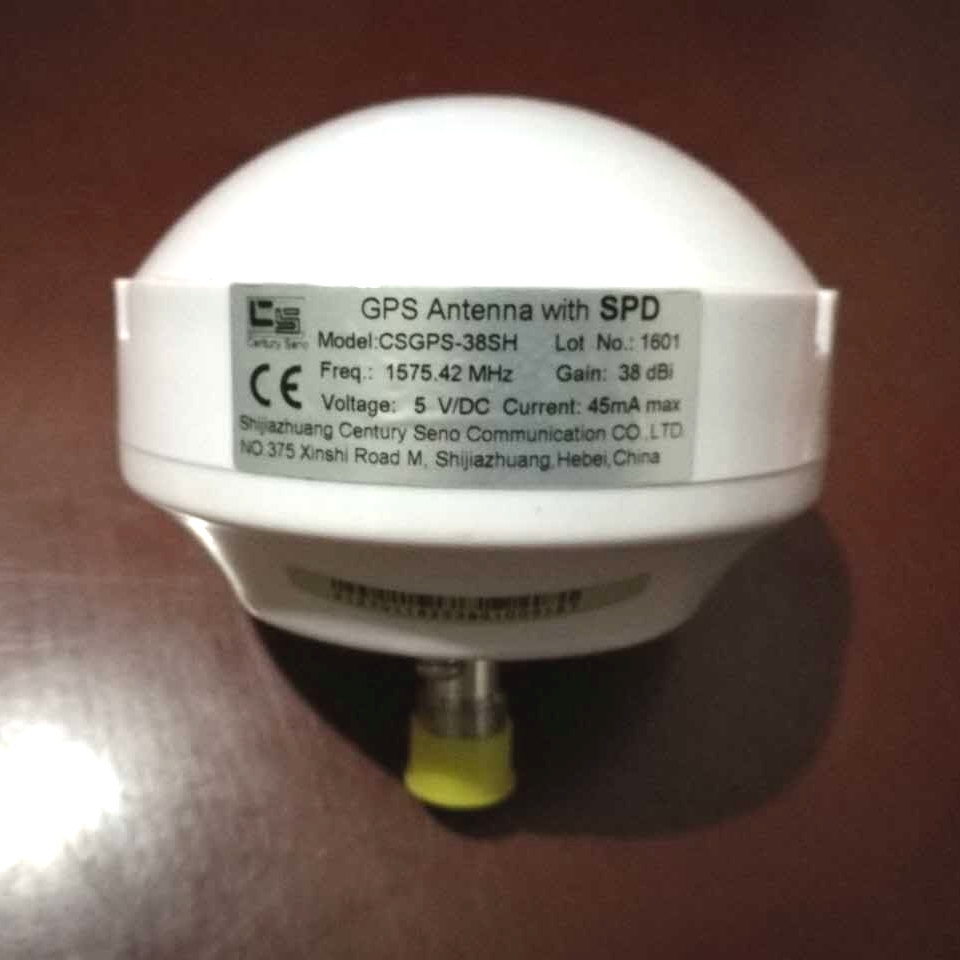 GPS Antenna with SPD
CS
Century Seno
Model:CSGPS-38SH Lot No.: 1601
CE Freq.: 1575.42 MHz Gain: 38 dBi
Voltage: 5 V/DC Current: 45mA max
Shijiazhuang Century Seno Communication CO.,LTD
NO.375 Xinshi Road M, Shijiazhuang,Hebei,China